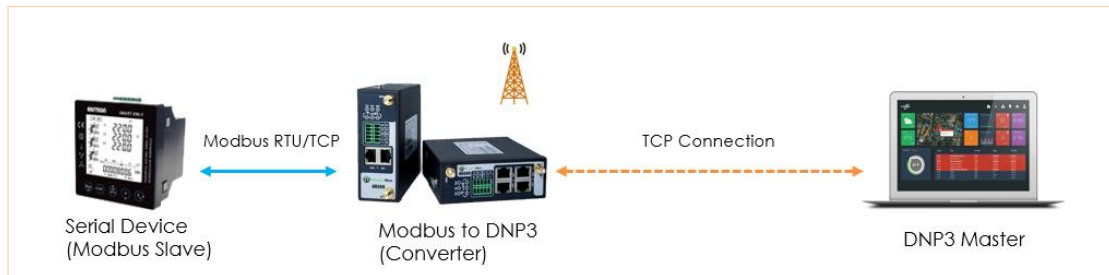 Modbus RTU/TCP
TCP Connection
Serial Device
(Modbus Slave)
Modbus to DNP3
(Converter)
DNP3 Master